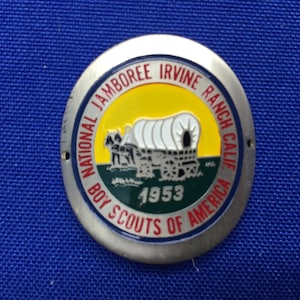 NATIONAL JAMBOREE IRVINE RANCH CALIF.
1953
BOY SCOUTS OF AMERICA